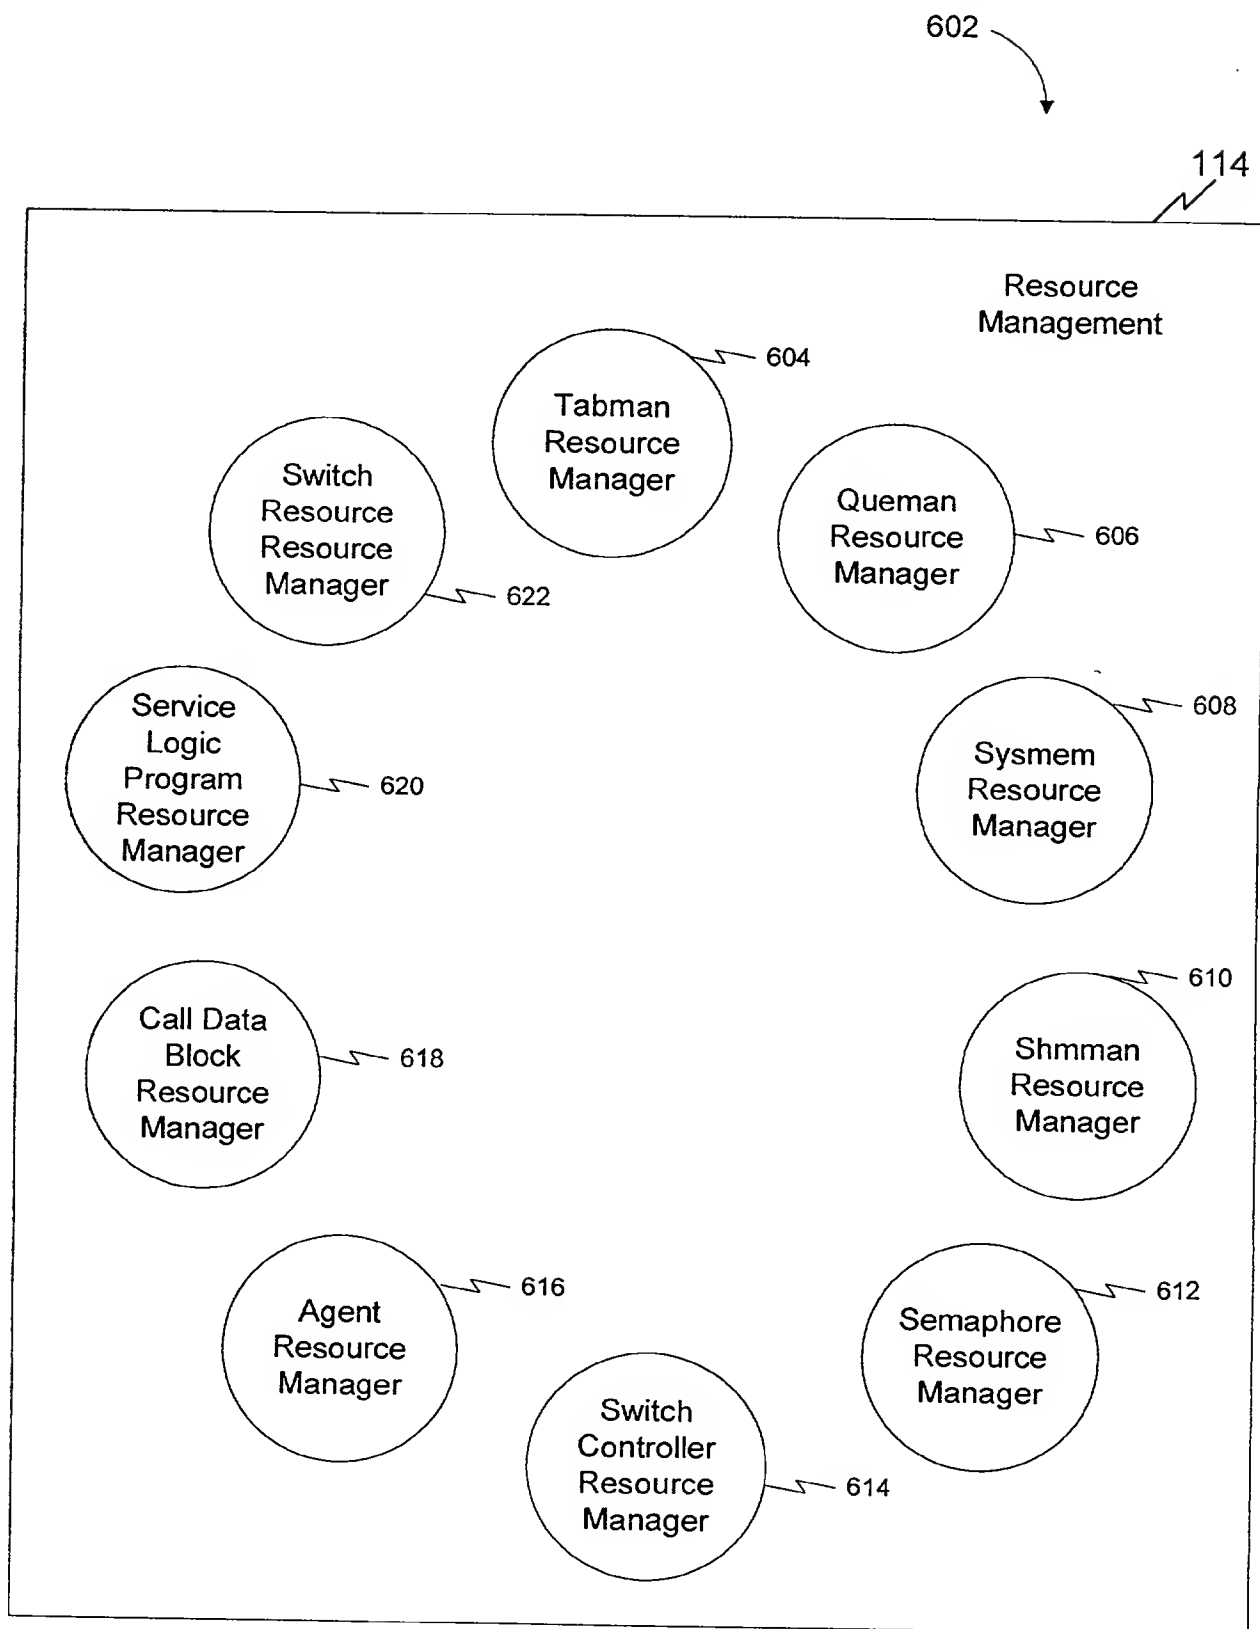 602
114
Resource
Management
604
Tabman
Resource
Manager
Switch
Resource
Resource
Manager
622
Queman
Resource
Manager
606
Service
Logic
Program
Resource
Manager
620
608
Sysmem
Resource
Manager
610
Call Data
Block
Resource
Manager
618
Shmman
Resource
Manager
616
Agent
Resource
Manager
612
Semaphore
Resource
Manager
Switch
Controller
Resource
Manager
614